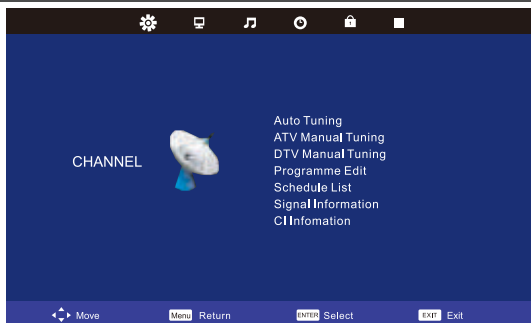 CHANNEL
Auto Tuning
ATV Manual Tuning
DTV Manual Tuning
Programme Edit
Schedule List
Signal Information
CI Infomation
Move Menu Return ENTER Select EXIT Exit